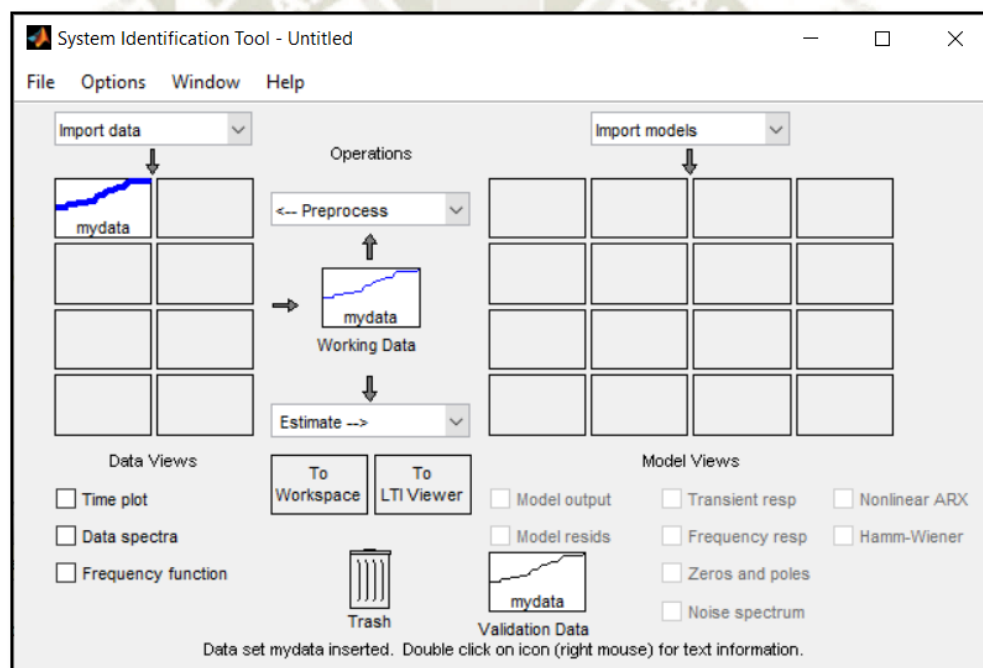 System Identification Tool - Untitled
File Options Window Help
Import data
Import models
Operations
mydata
<-- Preprocess
mydata
Working Data
Estimate -->
Data Views
To Workspace
To LTI Viewer
Model Views
Time plot
Data spectra
Frequency function
Model output
Transient resp
Nonlinear ARX
Model resids
Frequency resp
Hamm-Wiener
Zeros and poles
Noise spectrum
Trash
mydata
Validation Data
Data set mydata inserted. Double click on icon (right mouse) for text information.